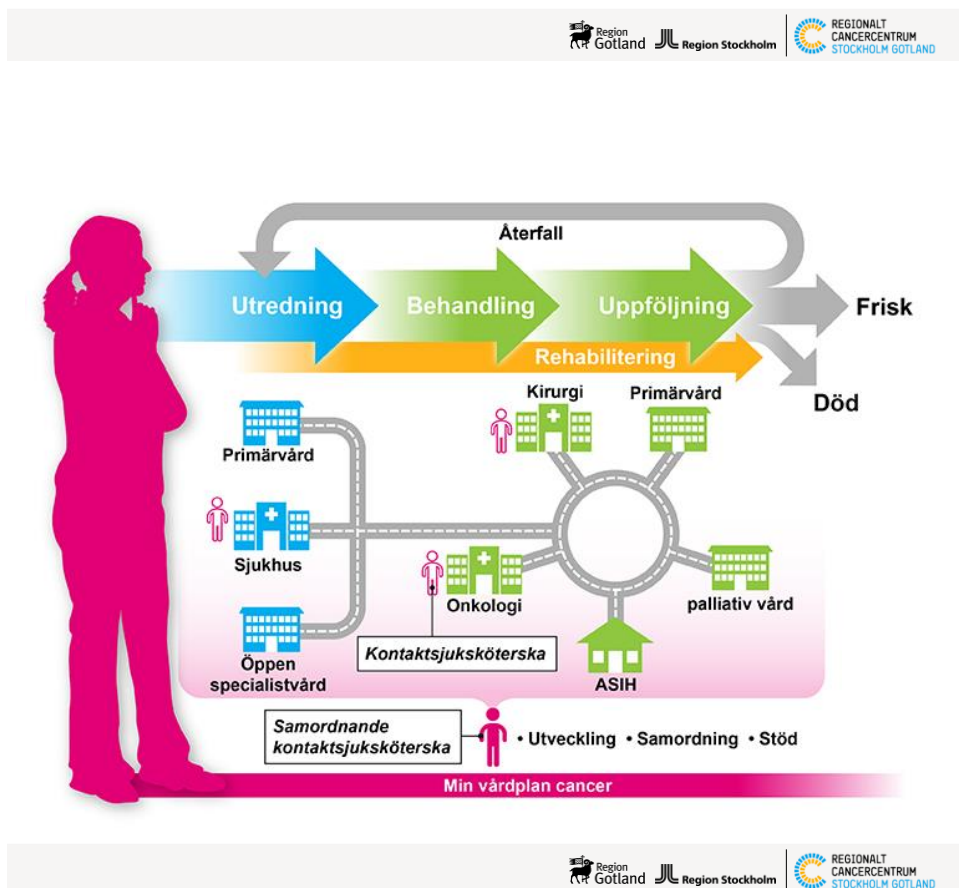 Region
Gotland
Region Stockholm
REGIONALT
CANCERCENTRUM
STOCKHOLM GOTLAND
Återfall
Utredning
Behandling
Uppföljning
Frisk
Rehabilitering
Död
Kirurgi
Primärvård
Primärvård
Sjukhus
Onkologi
palliativ vård
Kontaktsjuksköterska
Öppen
specialistvård
ASIH
Samordnande
kontaktsjuksköterska
• Utveckling • Samordning • Stöd
Min vårdplan cancer
Region
Gotland
Region Stockholm
REGIONALT
CANCERCENTRUM
STOCKHOLM GOTLAND